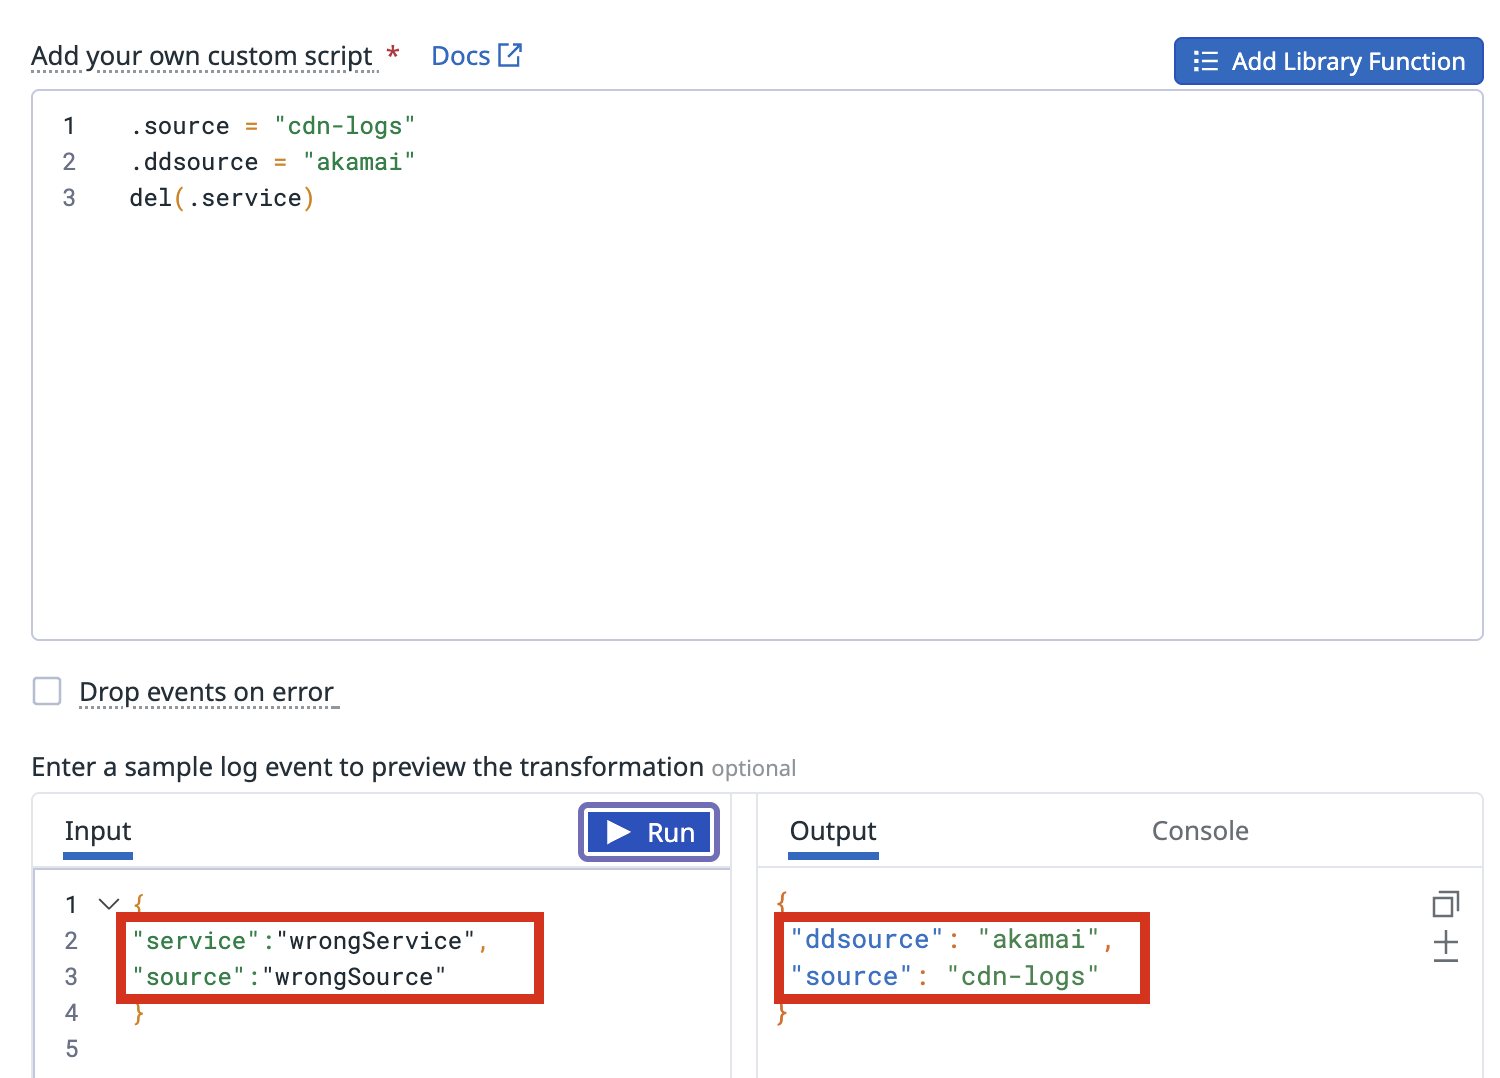 Add your own custom script * Docs
Add Library Function
1 .source = "cdn-logs"
2 .ddsource = "akamai"
3 del(.service)
Drop events on error
Enter a sample log event to preview the transformation optional
Input
Run
1 {
2 "service":"wrongService",
3 "source":"wrongSource"
4 }
5
Output
Console
{
"ddsource": "akamai",
"source": "cdn-logs"
}